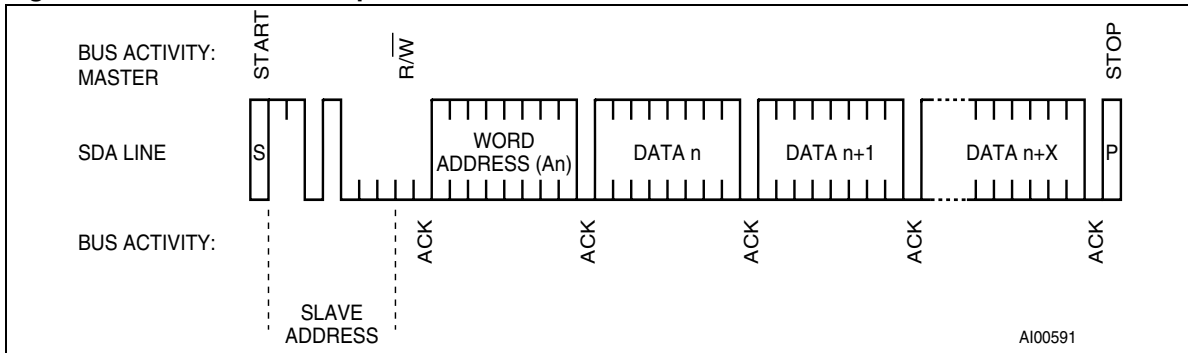 BUS ACTIVITY:
MASTER
START
R/W
STOP
SDA LINE
S
WORD
ADDRESS (An)
DATA n
DATA n+1
DATA n+X
P
BUS ACTIVITY:
ACK
ACK
ACK
ACK
ACK
SLAVE
ADDRESS
AI00591